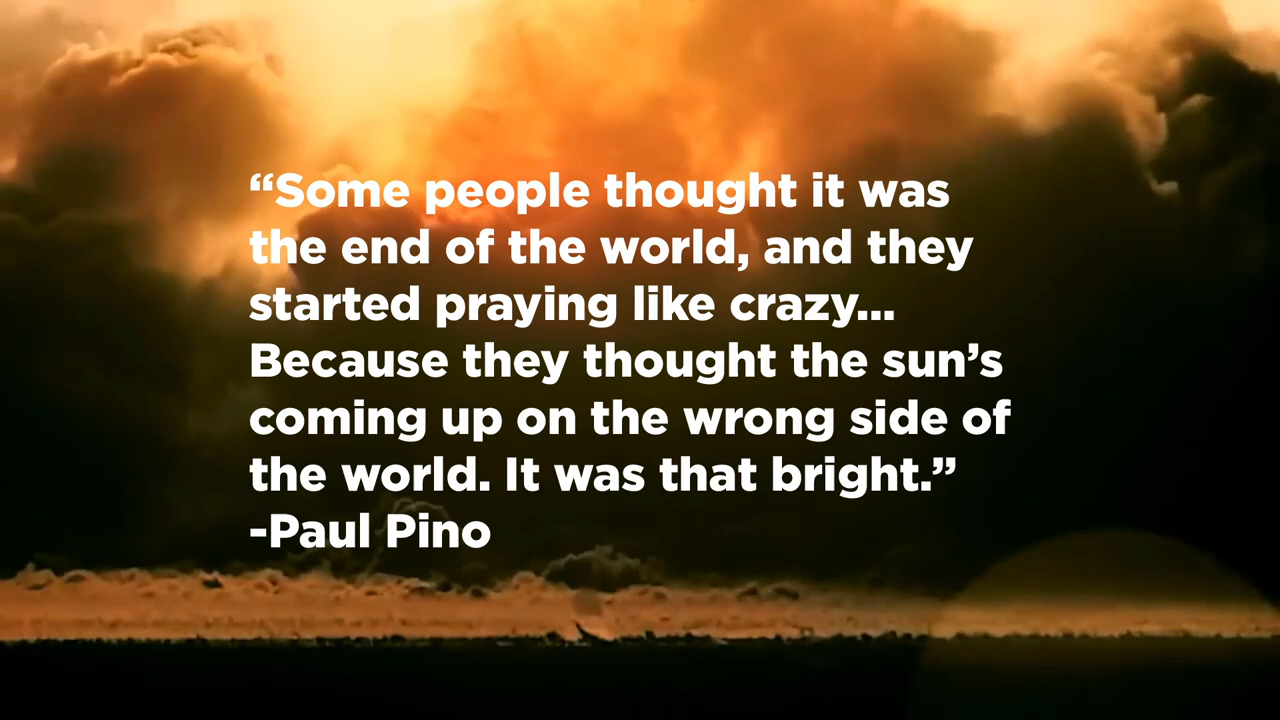 “Some people thought it was
the end of the world, and they
started praying like crazy...
Because they thought the sun’s
coming up on the wrong side of
the world. It was that bright.”
-Paul Pino